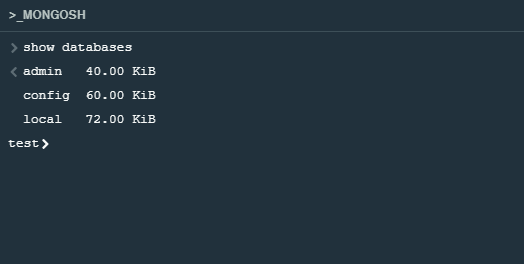 >_MONGOSH
> show databases
< admin   40.00 KiB
config  60.00 KiB
local   72.00 KiB
test>